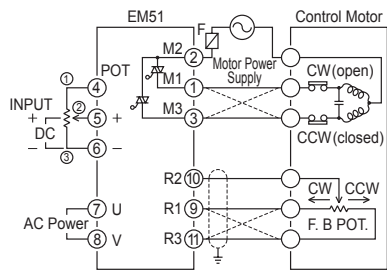 EM51
Control Motor
F
M2
2
Motor Power
Supply
CW (open)
1
POT
4
M1
1
INPUT
2
+
5
+
DC
M3
3
CCW (closed)
–
3
6
–
R2
10
CW
CCW
7
U
R1
9
AC Power
F. B POT.
8
V
R3
11